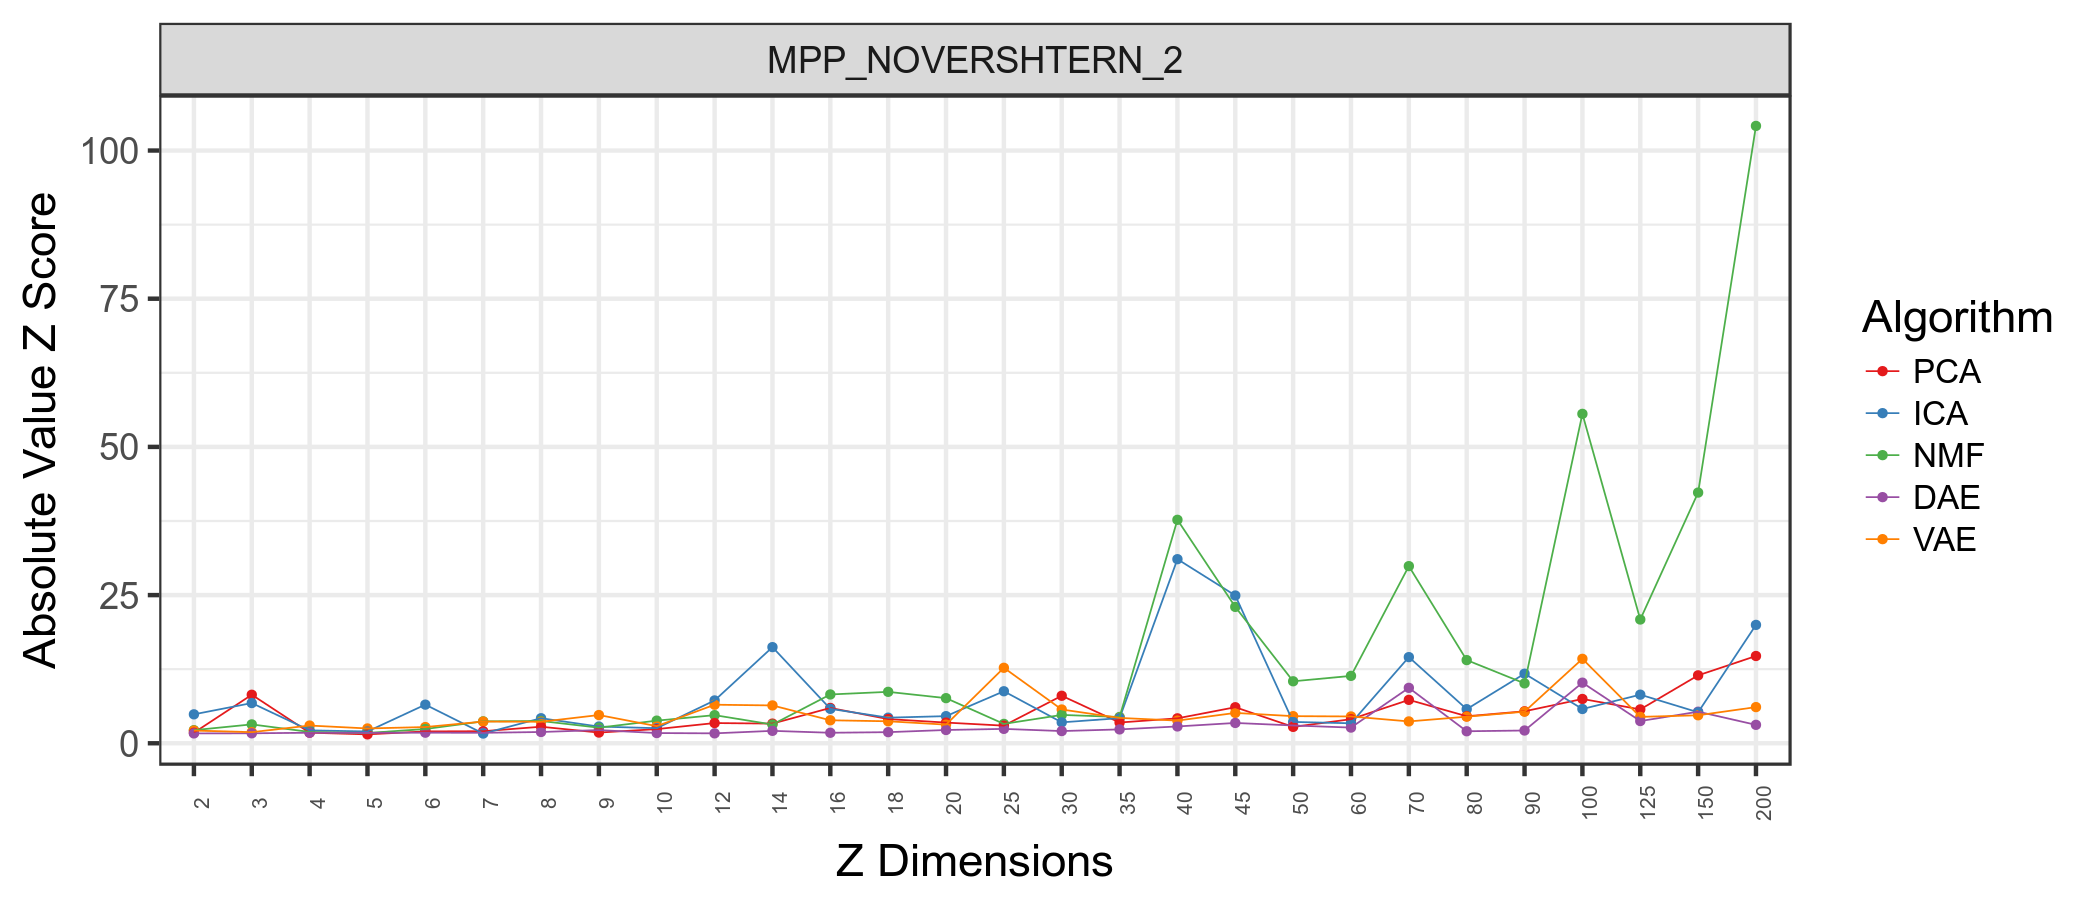 MPP_NOVERSHTERN_2
Absolute Value Z Score
100
75
50
25
0
2 3 4 5 6 7 8 9 10 12 14 16 18 20 25 30 35 40 45 50 60 70 80 90 100 125 150 200
Z Dimensions
Algorithm
PCA
ICA
NMF
DAE
VAE